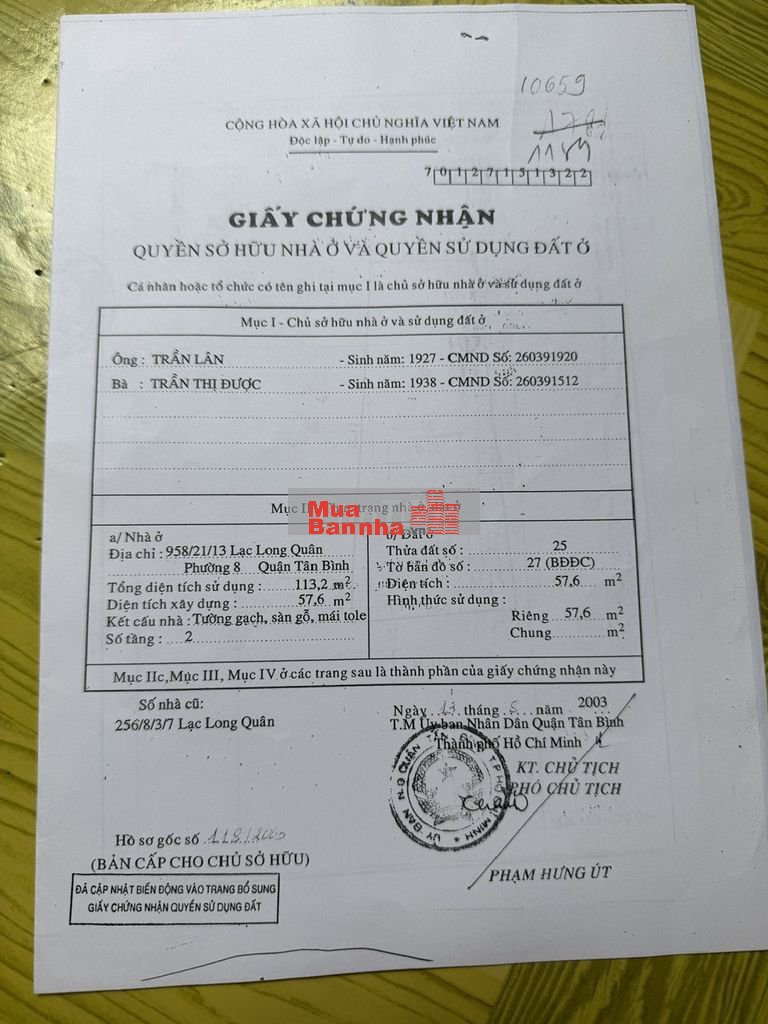 10659
CỘNG HÒA XÃ HỘI CHỦ NGHĨA VIỆT NAM
Độc lập - Tự do - Hạnh phúc
70127151322
GIẤY CHỨNG NHẬN
QUYỀN SỞ HỮU NHÀ Ở VÀ QUYỀN SỬ DỤNG ĐẤT Ở
Cá nhân hoặc tổ chức có tên ghi tại mục I là chủ sở hữu nhà ở và sử dụng đất ở
Mục I - Chủ sở hữu nhà ở và sử dụng đất ở
Ông : TRẦN LÂN - Sinh năm: 1927 - CMND Số: 260391920
Bà : TRẦN THỊ ĐƯỢC - Sinh năm: 1938 - CMND Số: 260391512
Mục II trạng nhà ở
Mua
Bannha
a/ Nhà ở
Địa chỉ : 958/21/13 Lạc Long Quân
Phường 8 Quận Tân Bình
Tổng diện tích sử dụng : 113,2 m2
Diện tích xây dựng : 57,6 m2
Kết cấu nhà : Tường gạch, sàn gỗ, mái tole
Số tầng : 2
b/ Đất ở
Thửa đất số : 25
Tờ bản đồ số : 27 (BĐĐC)
Diện tích : 57,6 m2
Hình thức sử dụng :
Riêng : 57,6 m2
Chung m2
Mục IIc, Mục III, Mục IV ở các trang sau là thành phần của giấy chứng nhận này
Số nhà cũ:
256/8/3/7 Lạc Long Quân
Ngày 13 tháng 5 năm 2003
T.M Ủy ban Nhân Dân Quận Tân Bình
Thành phố Hồ Chí Minh
KT. CHỦ TỊCH
PHÓ CHỦ TỊCH
PHẠM HƯNG ÚT
Hồ sơ gốc số
(BẢN CẤP CHO CHỦ SỞ HỮU)
ĐÃ CẬP NHẬT BIẾN ĐỘNG VÀO TRANG BỔ SUNG
GIẤY CHỨNG NHẬN QUYỀN SỬ DỤNG ĐẤT